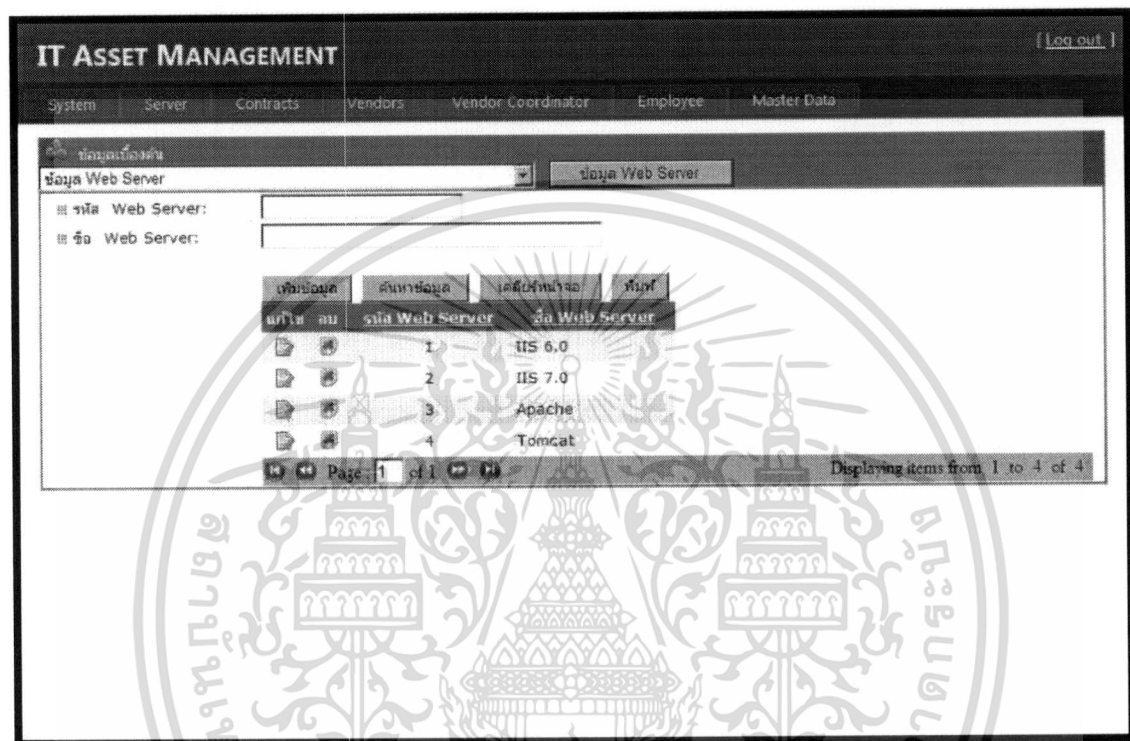 IT ASSET MANAGEMENT
[ Log out ]
System Server Contracts Vendors Vendor Coordinator Employee Master Data
ข้อมูลเบื้องต้น
ข้อมูล Web Server ข้อมูล Web Server
รหัส Web Server:
ชื่อ Web Server:
เพิ่มข้อมูล ค้นหาข้อมูล เคลียร์หน้าจอ พิมพ์
แก้ไข ลบ รหัส Web Server ชื่อ Web Server
1 IIS 6.0
2 IIS 7.0
3 Apache
4 Tomcat
Page : 1 of 1 Displaying items from 1 to 4 of 4